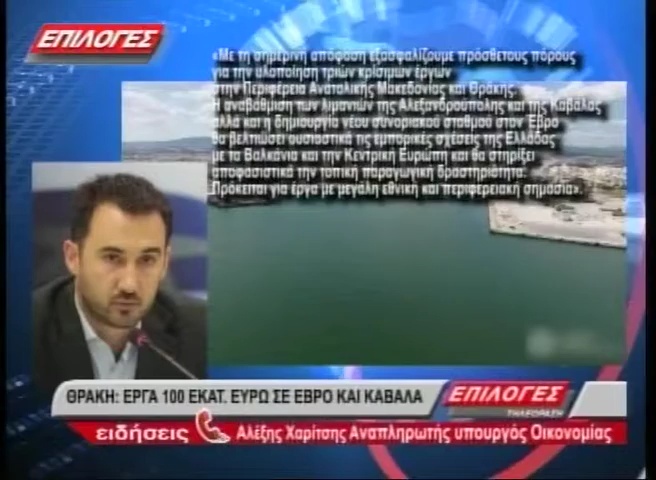 ΕΠΙΛΟΓΕΣ
«Με τη σημερινή απόφαση εξασφαλίζουμε πρόσθετους πόρους
για την υλοποίηση τριών κρίσιμων έργων
στην Περιφέρεια Ανατολικής Μακεδονίας και Θράκης.
Η αναβάθμιση των λιμανιών της Αλεξανδρούπολης και της Καβάλας
αλλά και η δημιουργία νέου συνοριακού σταθμού στον Έβρο
θα βελτιώσει ουσιαστικά τις εμπορικές σχέσεις της Ελλάδας
με τα Βαλκάνια και την Κεντρική Ευρώπη και θα στηρίξει
αποφασιστικά την τοπική παραγωγική δραστηριότητα.
Πρόκειται για έργα με μεγάλη εθνική και περιφερειακή σημασία».
ΘΡΑΚΗ: ΕΡΓΑ 100 ΕΚΑΤ. ΕΥΡΩ ΣΕ ΕΒΡΟ ΚΑΙ ΚΑΒΑΛΑ
ΕΠΙΛΟΓΕΣ
ΤΗΛΕΟΡΑΣΗ
ειδήσεις
Αλέξης Χαρίτσης Αναπληρωτής υπουργός Οικονομίας